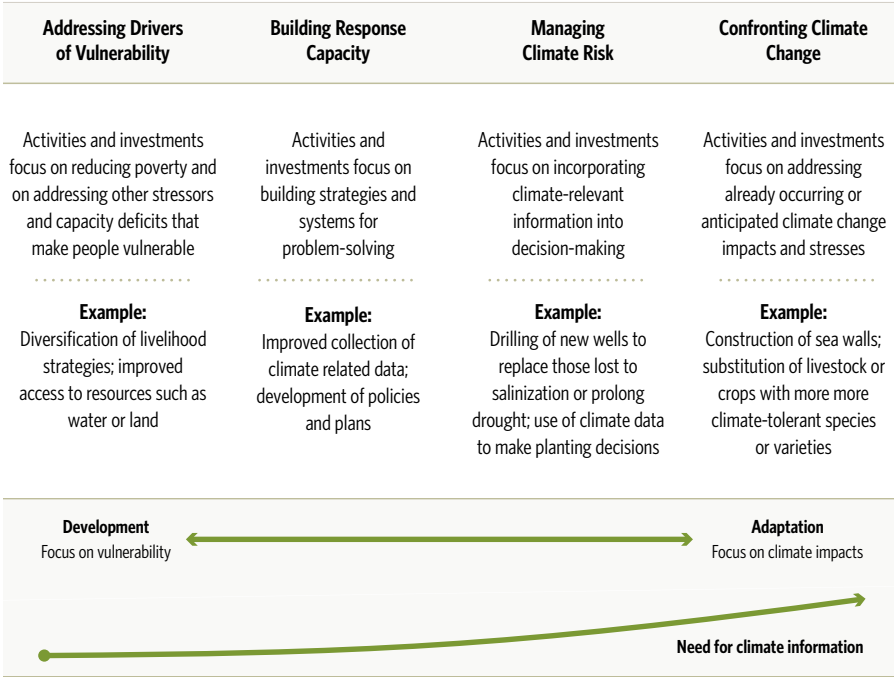 Addressing Drivers
of Vulnerability
Building Response
Capacity
Managing
Climate Risk
Confronting Climate
Change
Activities and investments
focus on reducing poverty and
on addressing other stressors
and capacity deficits that
make people vulnerable
Example:
Diversification of livelihood
strategies; improved
access to resources such as
water or land
Activities and
investments focus on
building strategies and
systems for
problem-solving
Example:
Improved collection of
climate related data;
development of policies
and plans
Activities and investments
focus on incorporating
climate-relevant
information into
decision-making
Example:
Drilling of new wells to
replace those lost to
salinization or prolong
drought; use of climate data
to make planting decisions
Activities and investments
focus on addressing
already occurring or
anticipated climate change
impacts and stresses
Example:
Construction of sea walls;
substitution of livestock or
crops with more more
climate-tolerant species
or varieties
Development
Focus on vulnerability
Adaptation
Focus on climate impacts
Need for climate information